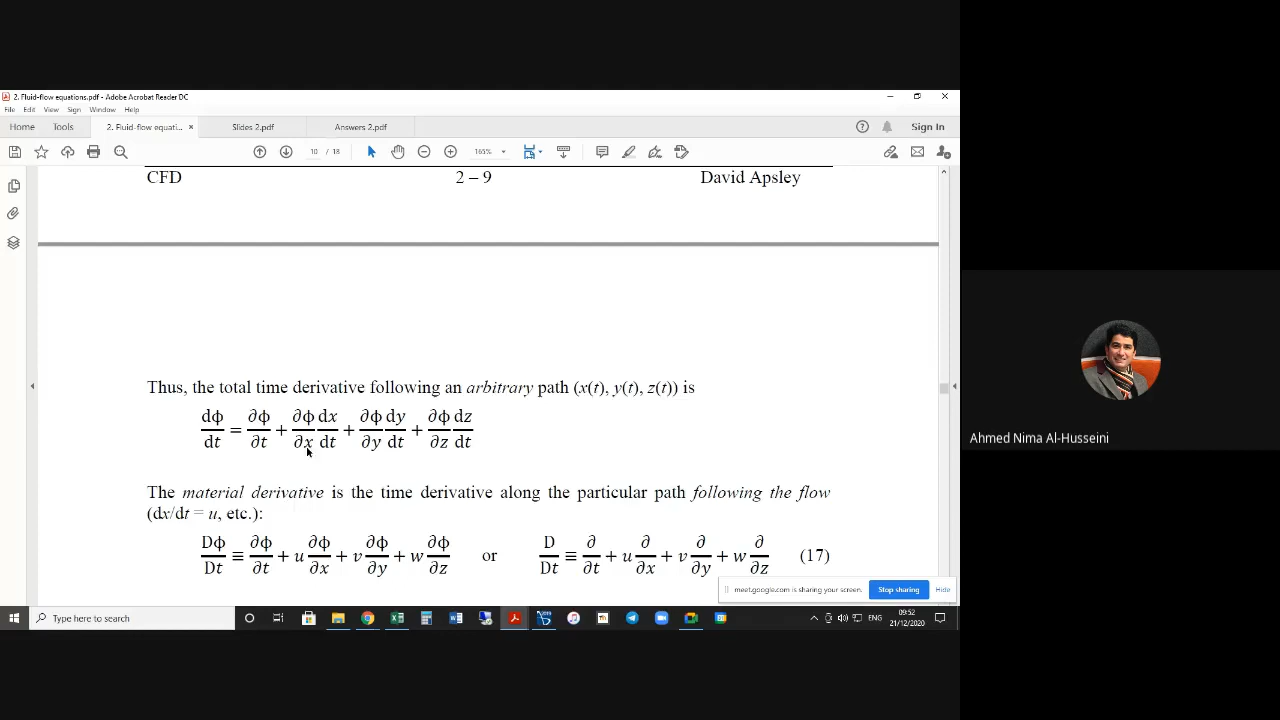 2. Fluid-flow equations.pdf - Adobe Acrobat Reader DC
File Edit View Sign Window Help
Home Tools 2. Fluid-flow equati... × Slides 2.pdf Answers 2.pdf Sign In
10 / 18 165%
CFD 2 – 9 David Apsley
Thus, the total time derivative following an arbitrary path (x(t), y(t), z(t)) is
dϕ/dt = ∂ϕ/∂t + ∂ϕ/∂x dx/dt + ∂ϕ/∂y dy/dt + ∂ϕ/∂z dz/dt
The material derivative is the time derivative along the particular path following the flow
(dx/dt = u, etc.):
Dϕ/Dt ≡ ∂ϕ/∂t + u ∂ϕ/∂x + v ∂ϕ/∂y + w ∂ϕ/∂z or D/Dt ≡ ∂/∂t + u ∂/∂x + v ∂/∂y + w ∂/∂z (17)
meet.google.com is sharing your screen. Stop sharing Hide
Type here to search
ENG
09:52
21/12/2020
Ahmed Nima Al-Husseini